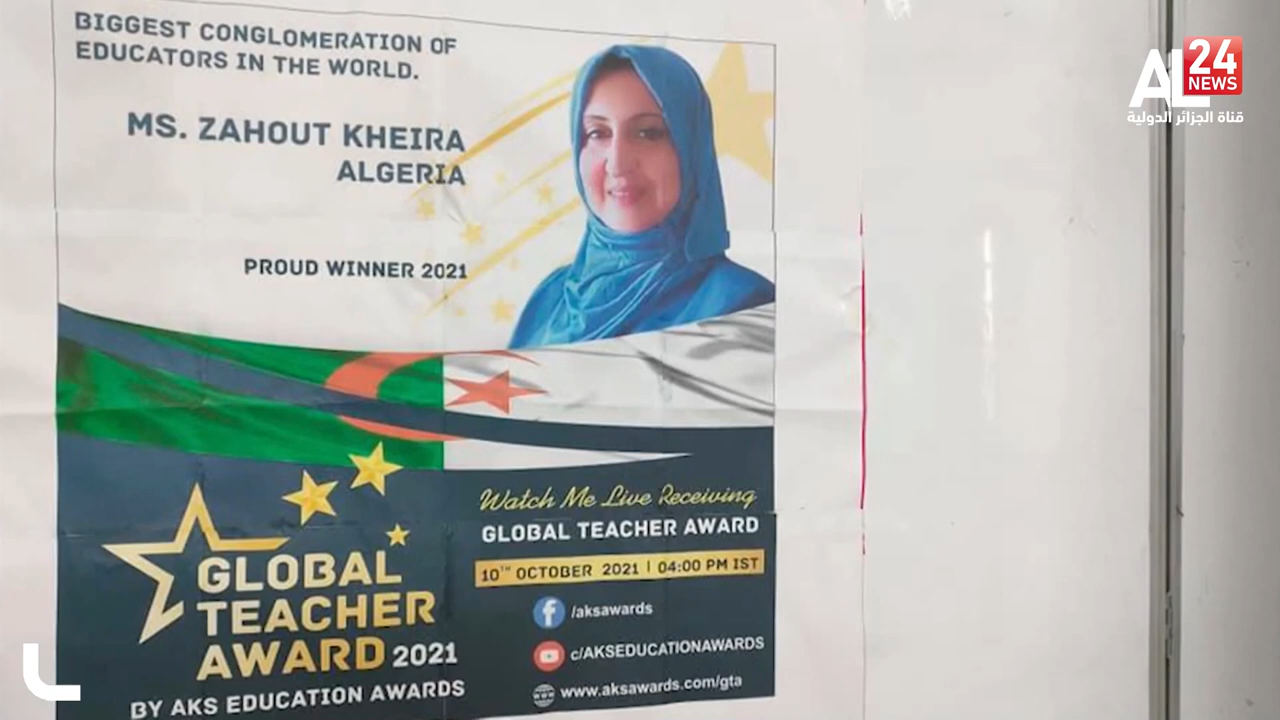 BIGGEST CONGLOMERATION OF
EDUCATORS IN THE WORLD.
MS. ZAHOUT KHEIRA
ALGERIA
PROUD WINNER 2021
GLOBAL
TEACHER
AWARD 2021
BY AKS EDUCATION AWARDS
Watch Me Live Receiving
GLOBAL TEACHER AWARD
10TH OCTOBER 2021 | 04:00 PM IST
/aksawards
c/AKSEDUCATIONAWARDS
www.aksawards.com/gta
AL 24 NEWS
قناة الجزائر الدولية